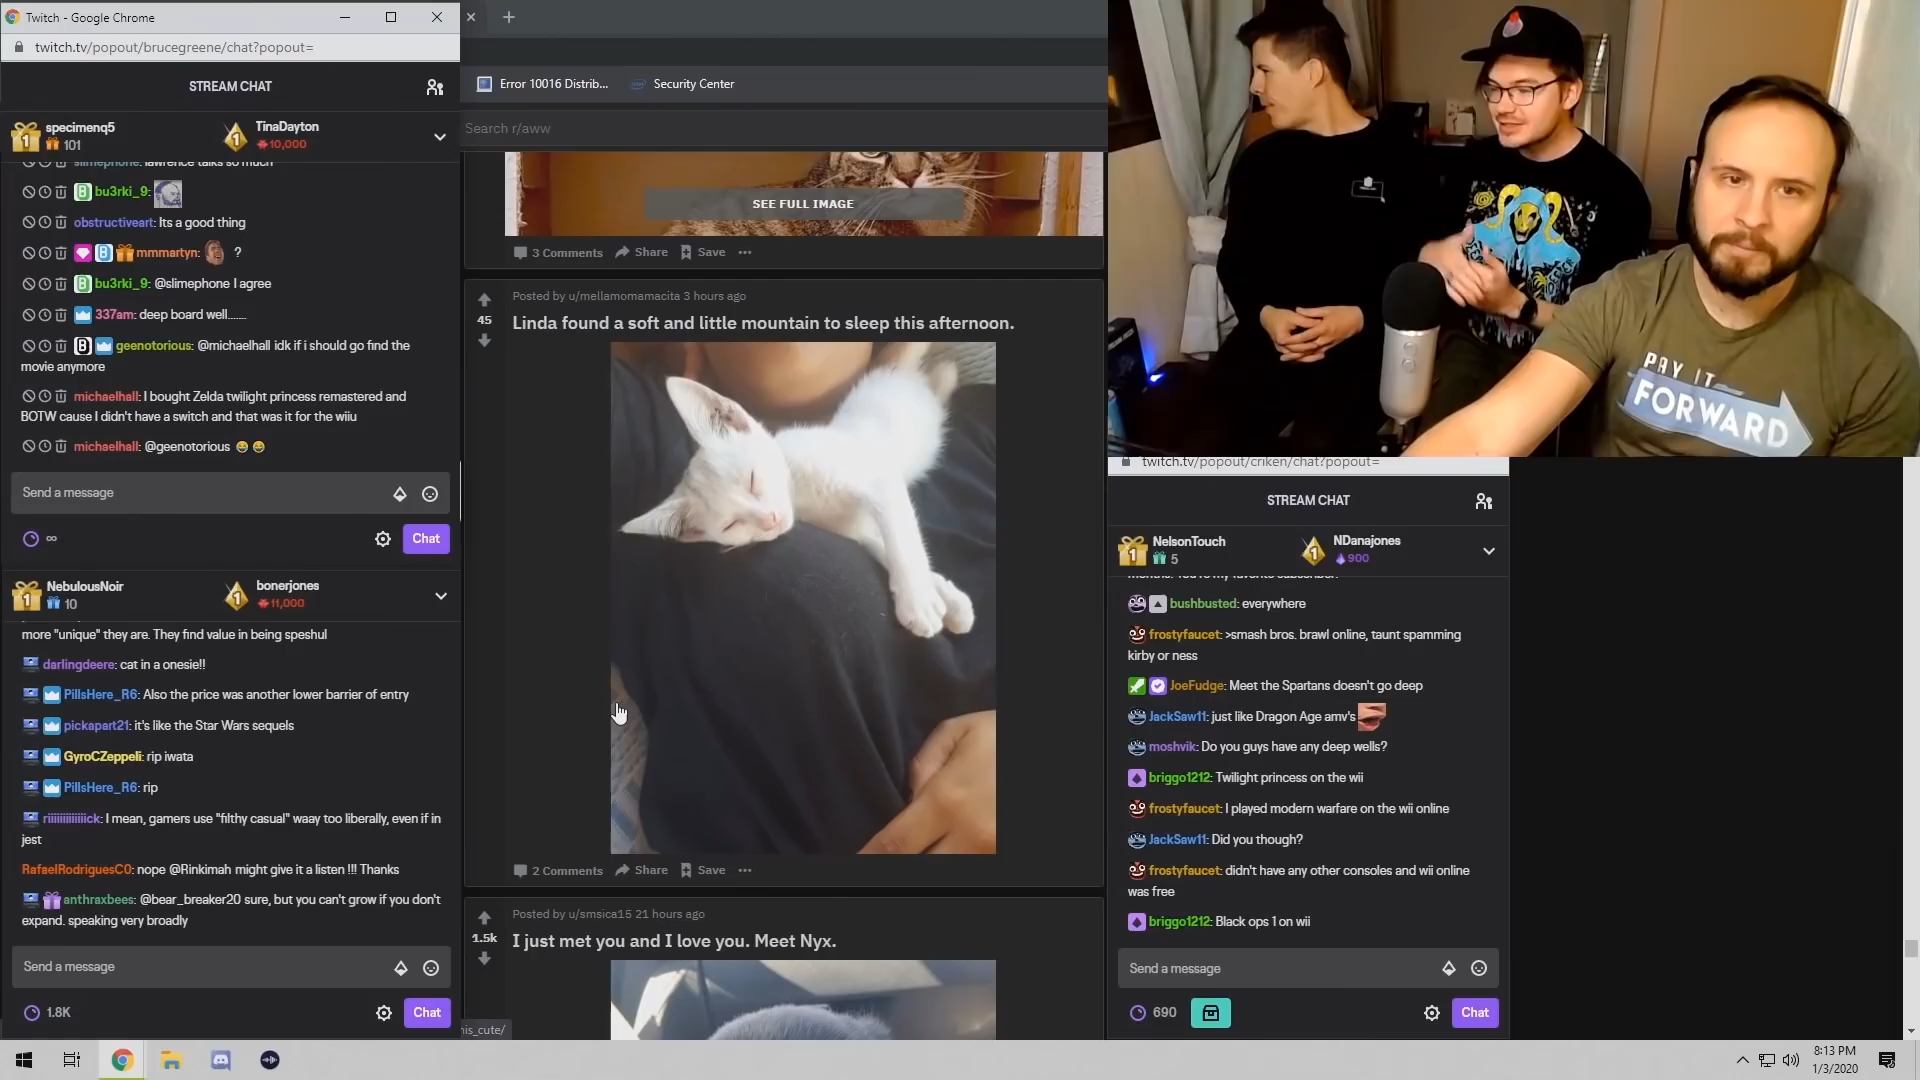 Twitch - Google Chrome
twitch.tv/popout/brucegreene/chat?popout=
STREAM CHAT
specimenq5
101
TinaDayton
10,000
slimephone: lawrence talks so much
bu3rki_9:
obstructiveart: Its a good thing
mmmartyn: ?
bu3rki_9: @slimephone I agree
337am: deep board well.......
geenotorious: @michaelhall idk if i should go find the
movie anymore
michaelhall: I bought Zelda twilight princess remastered and
BOTW cause I didn't have a switch and that was it for the wiiu
michaelhall: @geenotorious
Send a message
∞
Chat
NebulousNoir
10
bonerjones
11,000
more "unique" they are. They find value in being speshul
darlingdeere: cat in a onesie!!
PillsHere_R6: Also the price was another lower barrier of entry
pickapart21: it's like the Star Wars sequels
GyroCZeppeli: rip iwata
PillsHere_R6: rip
I mean, gamers use "filthy casual" waay too liberally, even if in
jest
RafaelRodriguesC0: nope @Rinkimah might give it a listen !!! Thanks
anthraxbees: @bear_breaker20 sure, but you can't grow if you don't
expand. speaking very broadly
Send a message
1.8K
Chat
Error 10016 Distrib...
Security Center
Search r/aww
SEE FULL IMAGE
3 Comments
Share
Save
Posted by u/mellamomamacita 3 hours ago
45
Linda found a soft and little mountain to sleep this afternoon.
2 Comments
Share
Save
Posted by u/smsica15 21 hours ago
1.5k
I just met you and I love you. Meet Nyx.
his_cute/
PAY IT
FORWARD
twitch.tv/popout/criken/chat?popout=
STREAM CHAT
NelsonTouch
5
NDanajones
900
months. You're my favorite subscriber.
bushbusted: everywhere
frostyfaucet: >smash bros. brawl online, taunt spamming
kirby or ness
JoeFudge: Meet the Spartans doesn't go deep
JackSaw11: just like Dragon Age amv's
moshvik: Do you guys have any deep wells?
briggo1212: Twilight princess on the wii
frostyfaucet: I played modern warfare on the wii online
JackSaw11: Did you though?
frostyfaucet: didn't have any other consoles and wii online
was free
briggo1212: Black ops 1 on wii
Send a message
690
Chat
8:13 PM
1/3/2020